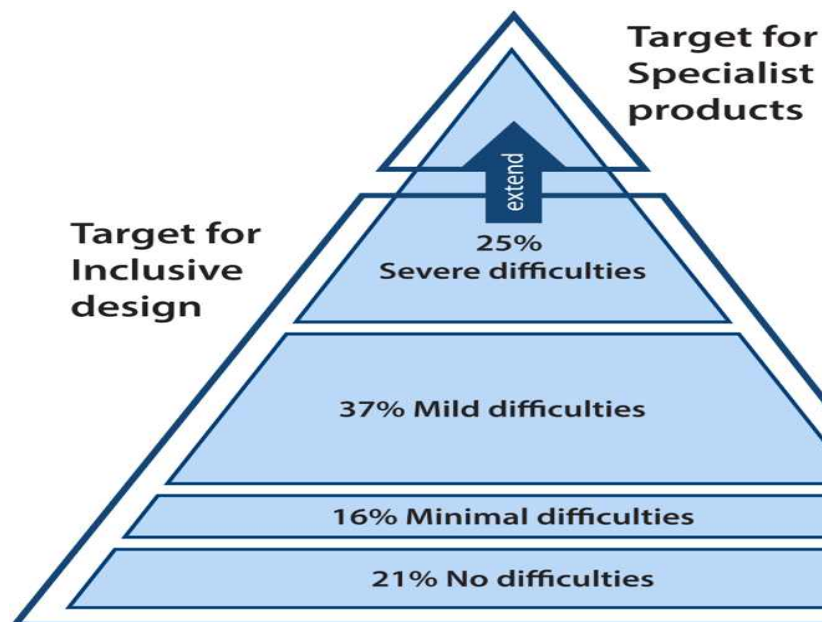 Target for
Specialist
products
extend
Target for
Inclusive
design
25%
Severe difficulties
37% Mild difficulties
16% Minimal difficulties
21% No difficulties